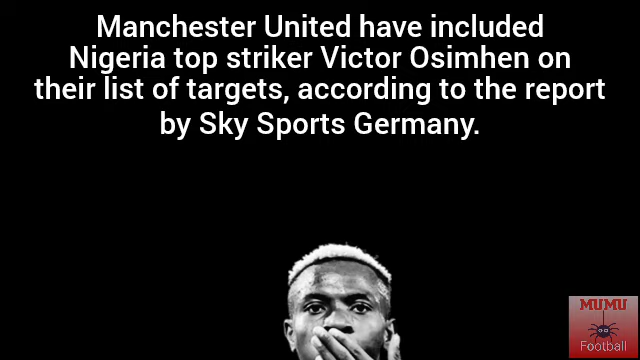 Manchester United have included
Nigeria top striker Victor Osimhen on
their list of targets, according to the report
by Sky Sports Germany.
MUMU
Football